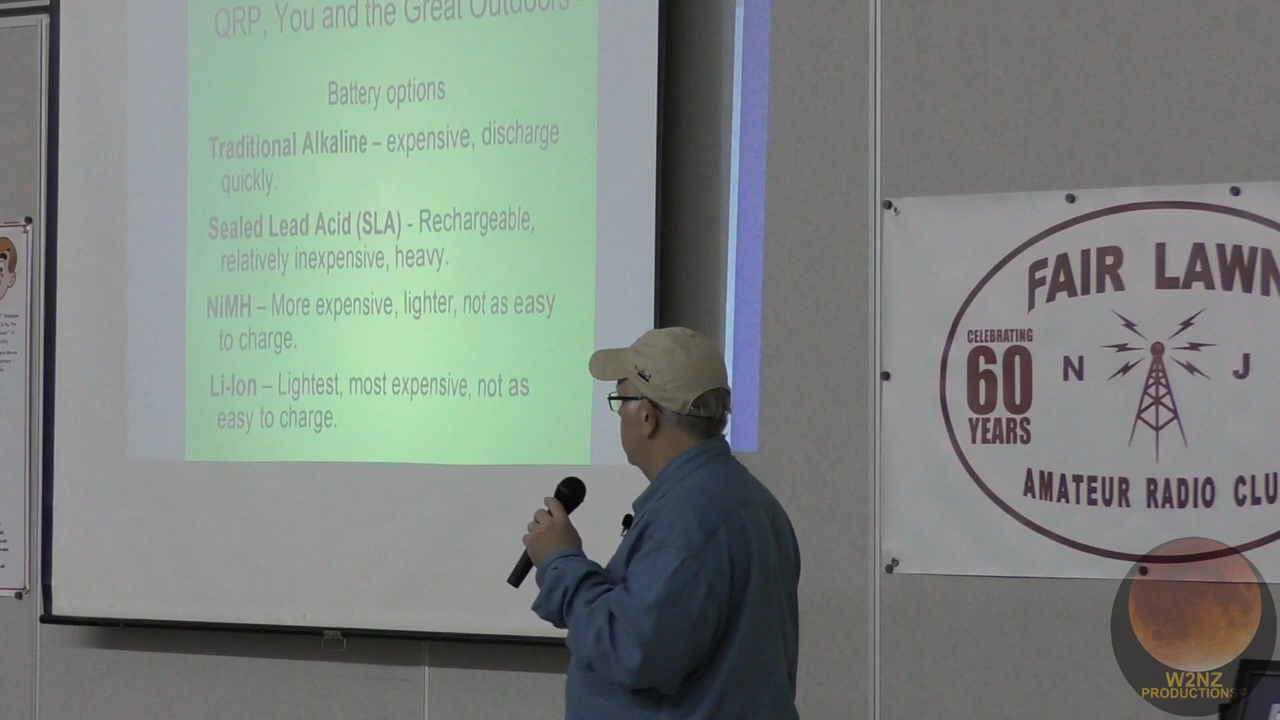 QRP, You and the Great Outdoors
Battery options
Traditional Alkaline – expensive, discharge
quickly.
Sealed Lead Acid (SLA) - Rechargeable,
relatively inexpensive, heavy.
NiMH – More expensive, lighter, not as easy
to charge.
Li-Ion – Lightest, most expensive, not as
easy to charge.
FAIR LAWN
CELEBRATING
60
YEARS
N J
AMATEUR RADIO CLU
W2NZ
PRODUCTIONS